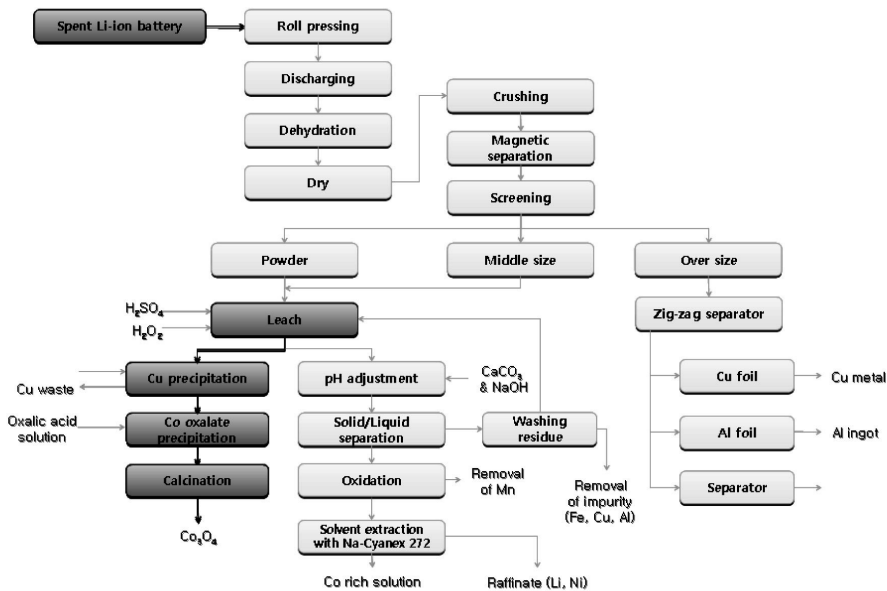 Spent Li-ion battery
Roll pressing
Discharging
Dehydration
Dry
Crushing
Magnetic
separation
Screening
Powder
Middle size
Over size
H₂SO₄
H₂O₂
Leach
Zig-zag separator
Cu waste
Cu precipitation
pH adjustment
CaCO₃
& NaOH
Cu foil
Cu metal
Oxalic acid
solution
Co oxalate
precipitation
Solid/Liquid
separation
Washing
residue
Al foil
Al ingot
Calcination
Oxidation
Removal
of Mn
Removal
of impurity
(Fe, Cu, Al)
Separator
Co₃O₄
Solvent extraction
with Na-Cyanex 272
Co rich solution
Raffinate (Li, Ni)